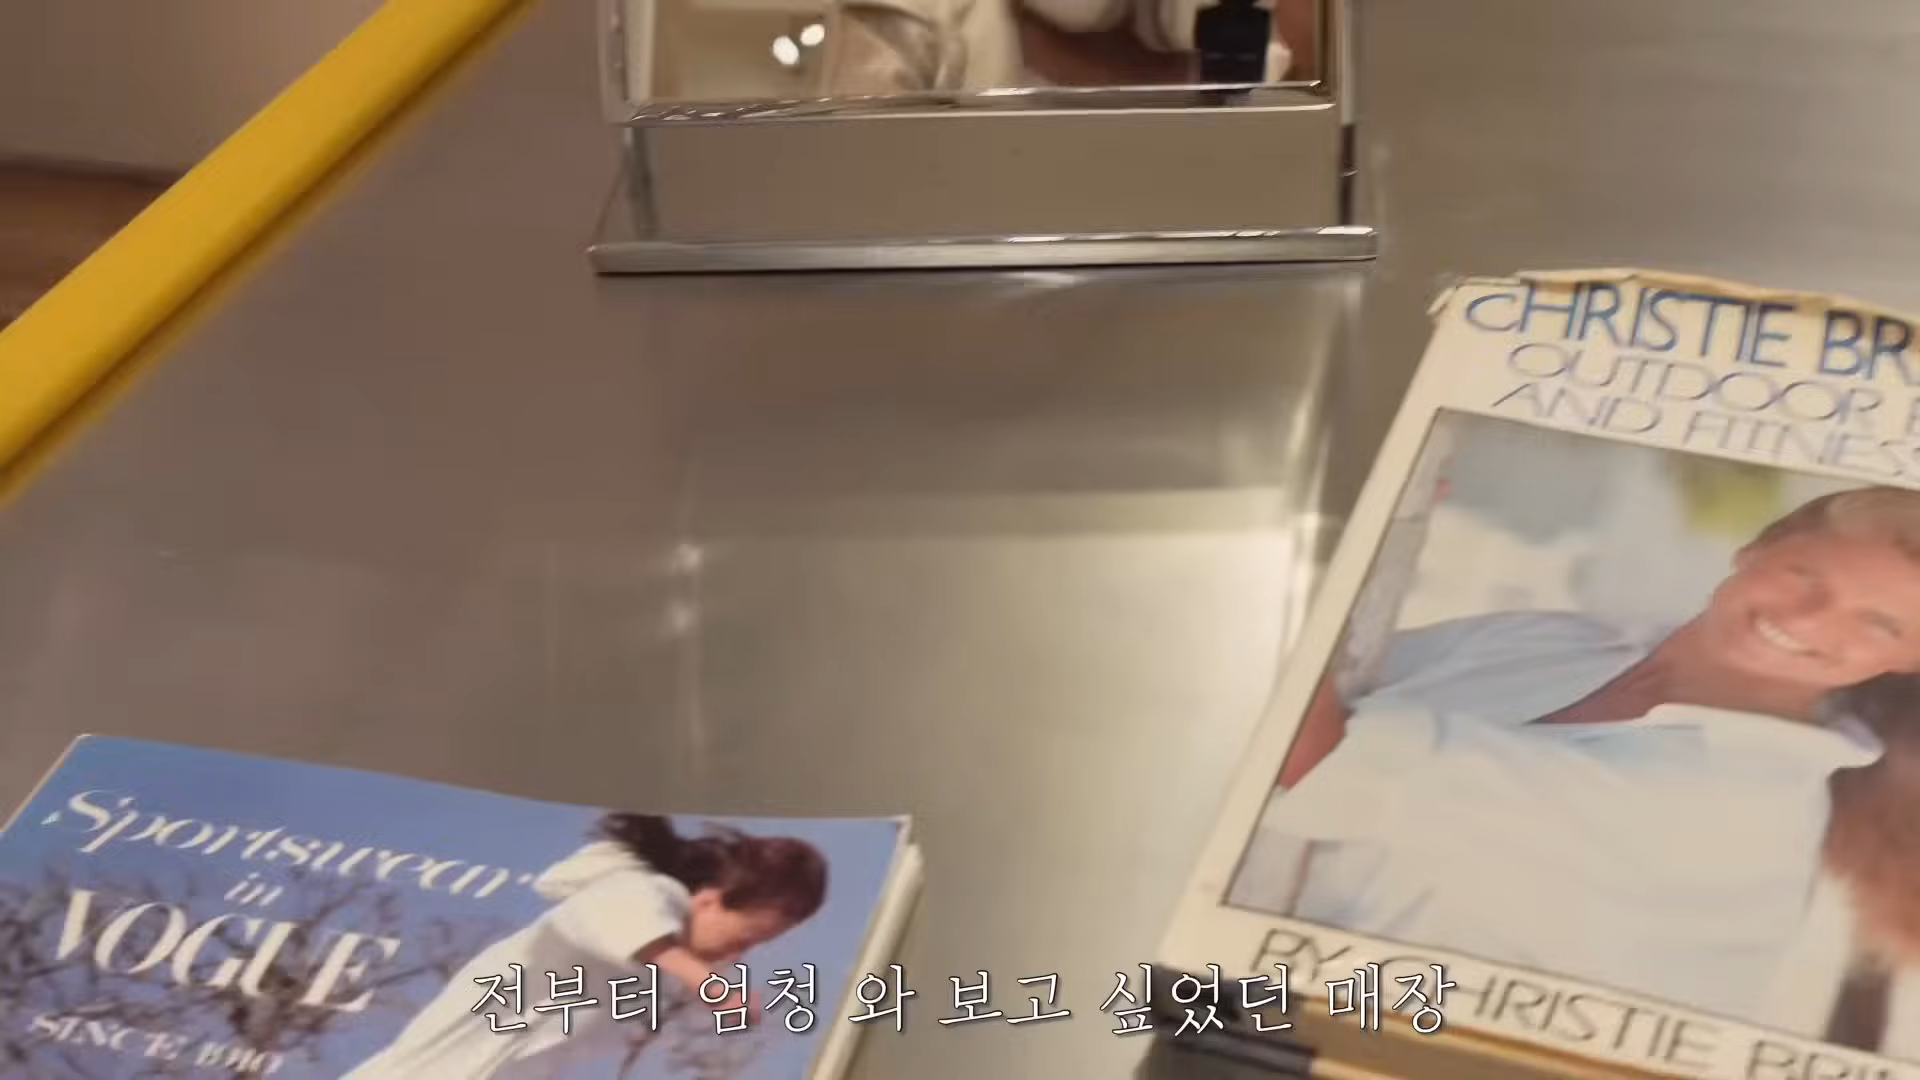 CHRISTIE BR
OUTDOOR
AND FITNESS
BY CHRISTIE BRI
Sportswear
in
VOGUE
SINCE 1910
전부터 엄청 와 보고 싶었던 매장